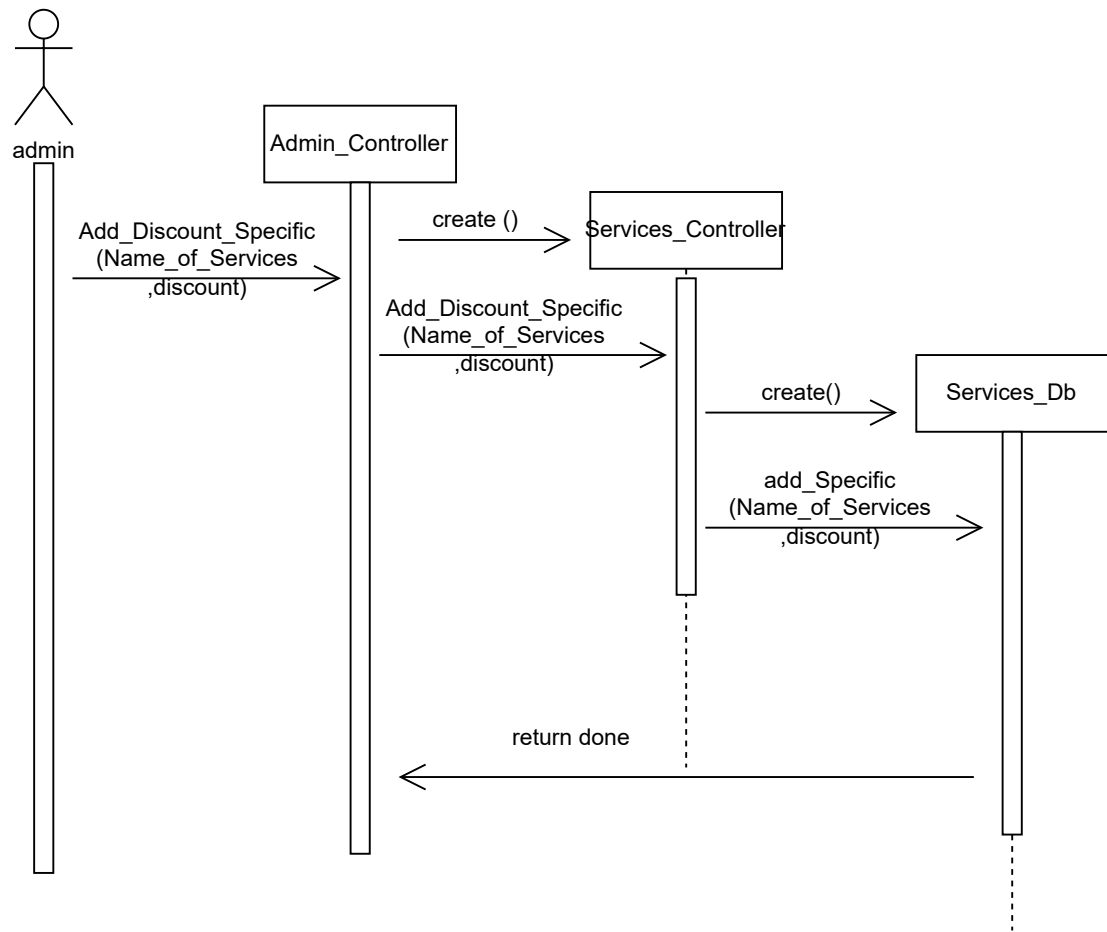 admin
Admin_Controller
Add_Discount_Specific
(Name_of_Services
,discount)
create ()
Services_Controller
Add_Discount_Specific
(Name_of_Services
,discount)
create()
Services_Db
add_Specific
(Name_of_Services
,discount)
return done